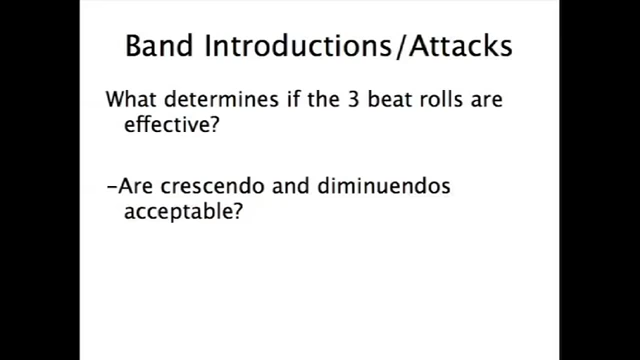 Band Introductions/Attacks
What determines if the 3 beat rolls are
effective?
-Are crescendo and diminuendos
acceptable?